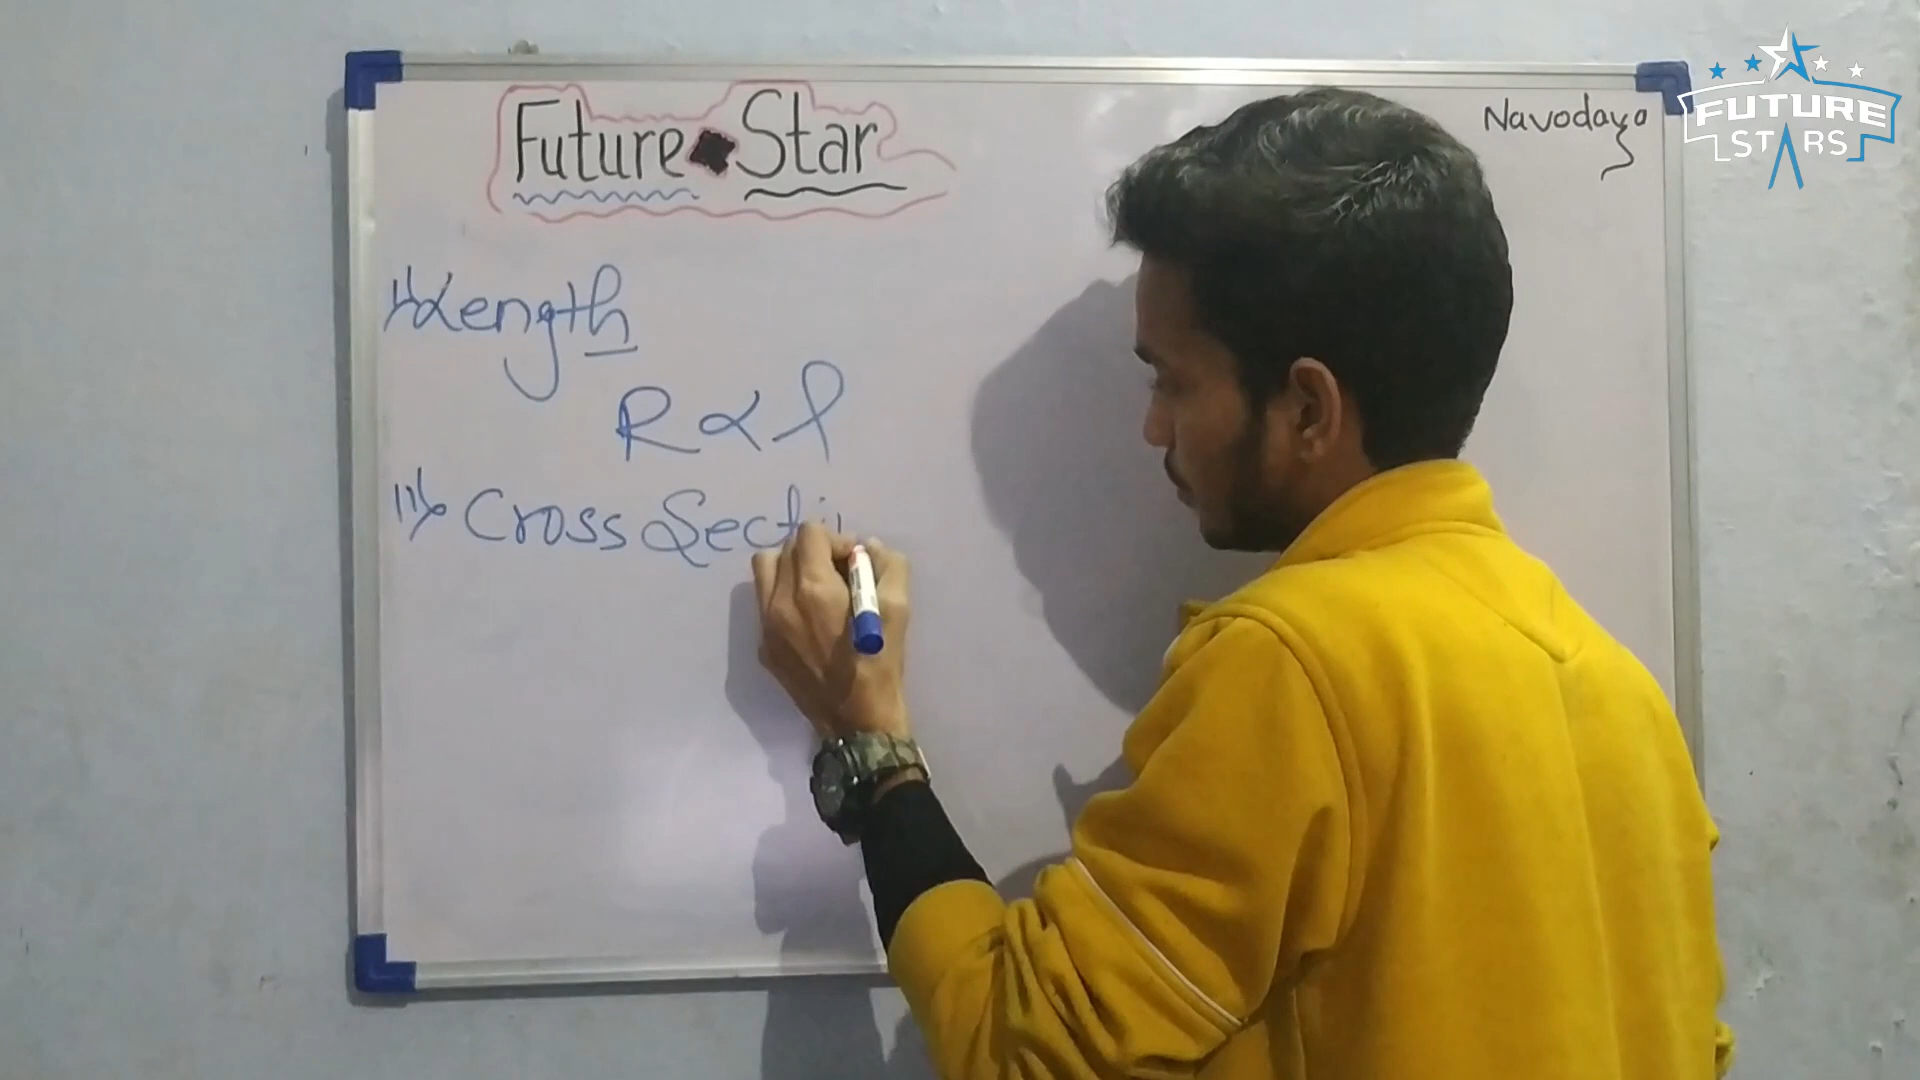 Future Star
Navodaya
FUTURE
STARS
i) Length
R ∝ l
ii) Cross Secti